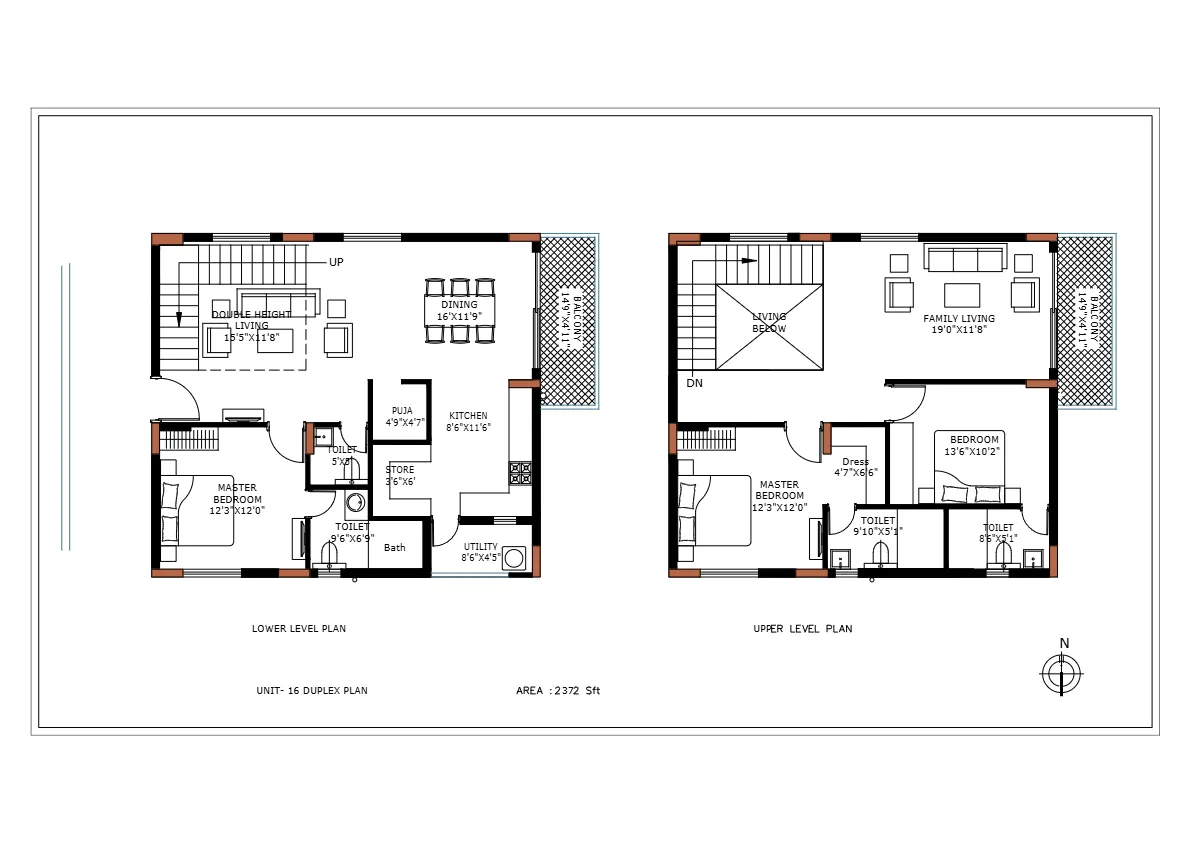 UP
DOUBLE HEIGHT
LIVING
15'5"X11'8"
DINING
16'X11'9"
BALCONY
14'9"X4'11"
PUJA
4'9"X4'7"
KITCHEN
8'6"X11'6"
TOILET
5'X5'
STORE
3'6"X6'
MASTER
BEDROOM
12'3"X12'0"
TOILET
9'6"X6'9"
Bath
UTILITY
8'6"X4'5"
LIVING
BELOW
DN
FAMILY LIVING
19'0"X11'8"
BALCONY
14'9"X4'11"
BEDROOM
13'6"X10'2"
Dress
4'7"X6'6"
MASTER
BEDROOM
12'3"X12'0"
TOILET
9'10"X5'1"
TOILET
8'6"X5'1"
LOWER LEVEL PLAN
UPPER LEVEL PLAN
N
UNIT- 16 DUPLEX PLAN
AREA : 2372 Sft